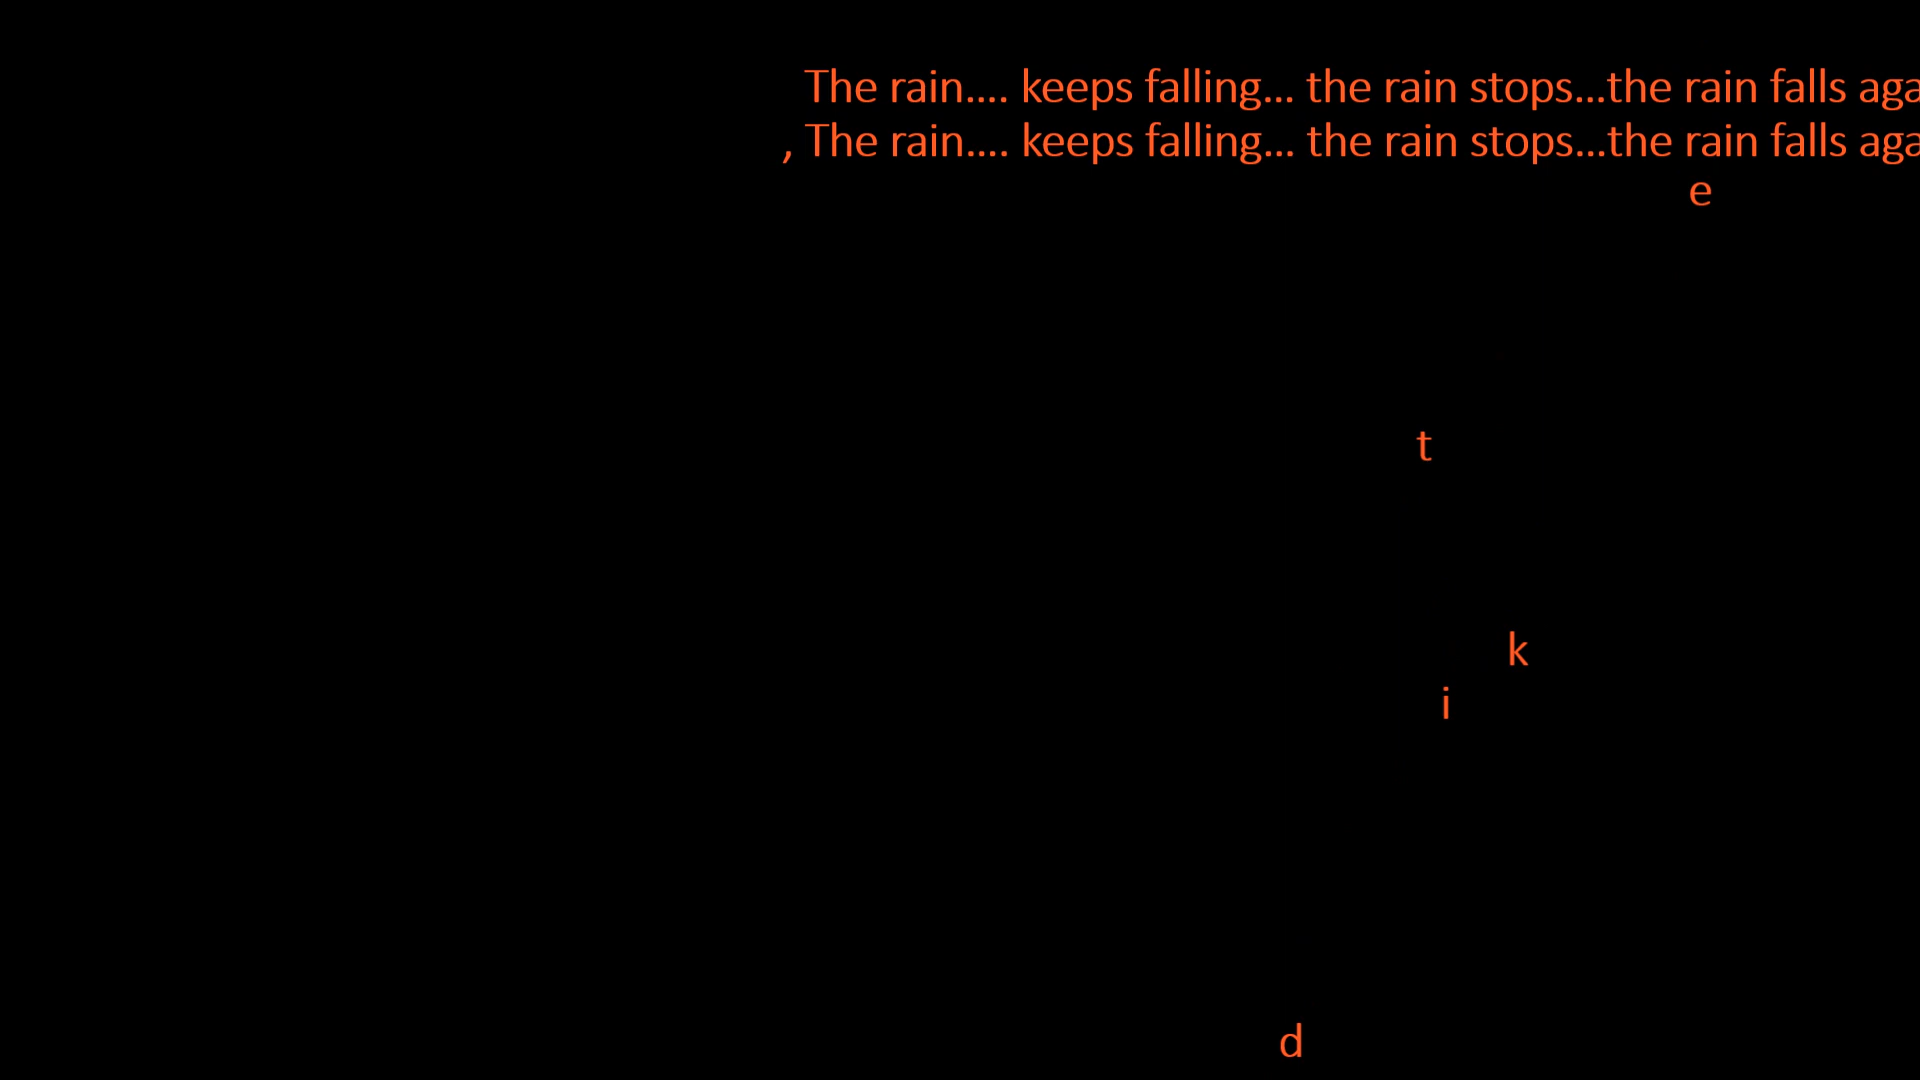 The rain.... keeps falling... the rain stops...the rain falls aga
, The rain.... keeps falling... the rain stops...the rain falls aga
e
t
k
i
d